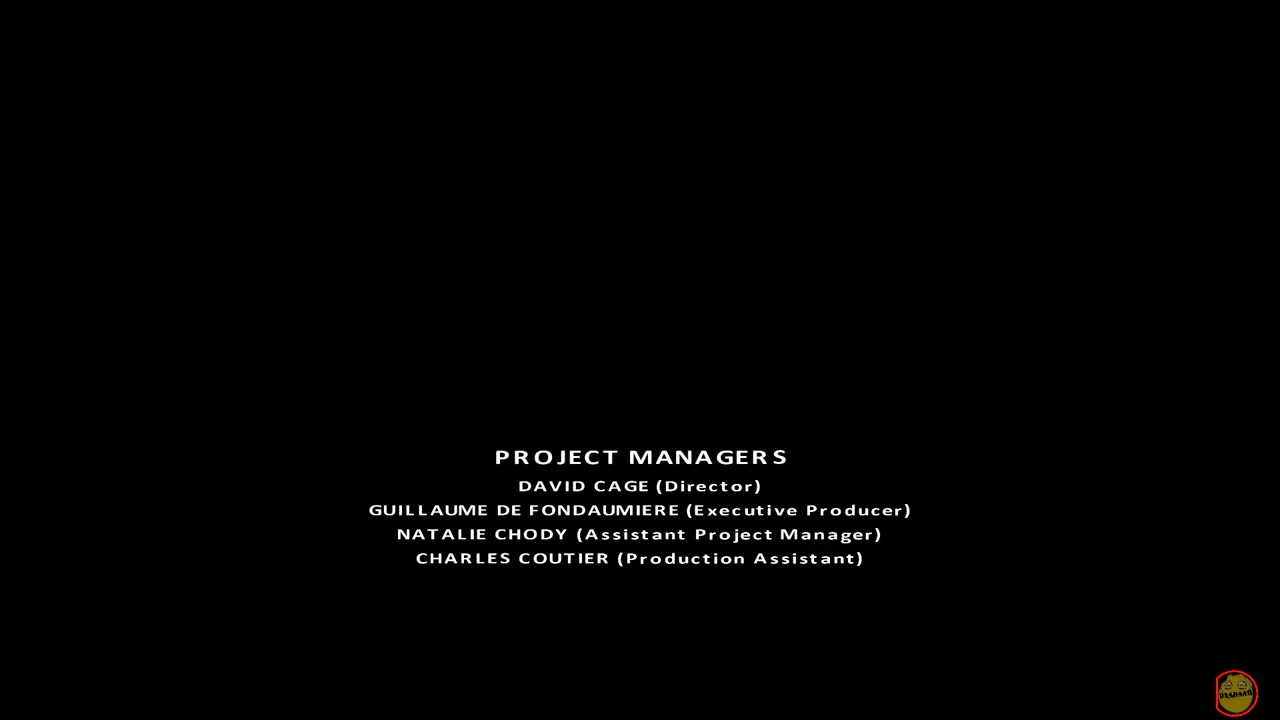 PROJECT MANAGERS
DAVID CAGE (Director)
GUILLAUME DE FONDAUMIERE (Executive Producer)
NATALIE CHODY (Assistant Project Manager)
CHARLES COUTIER (Production Assistant)